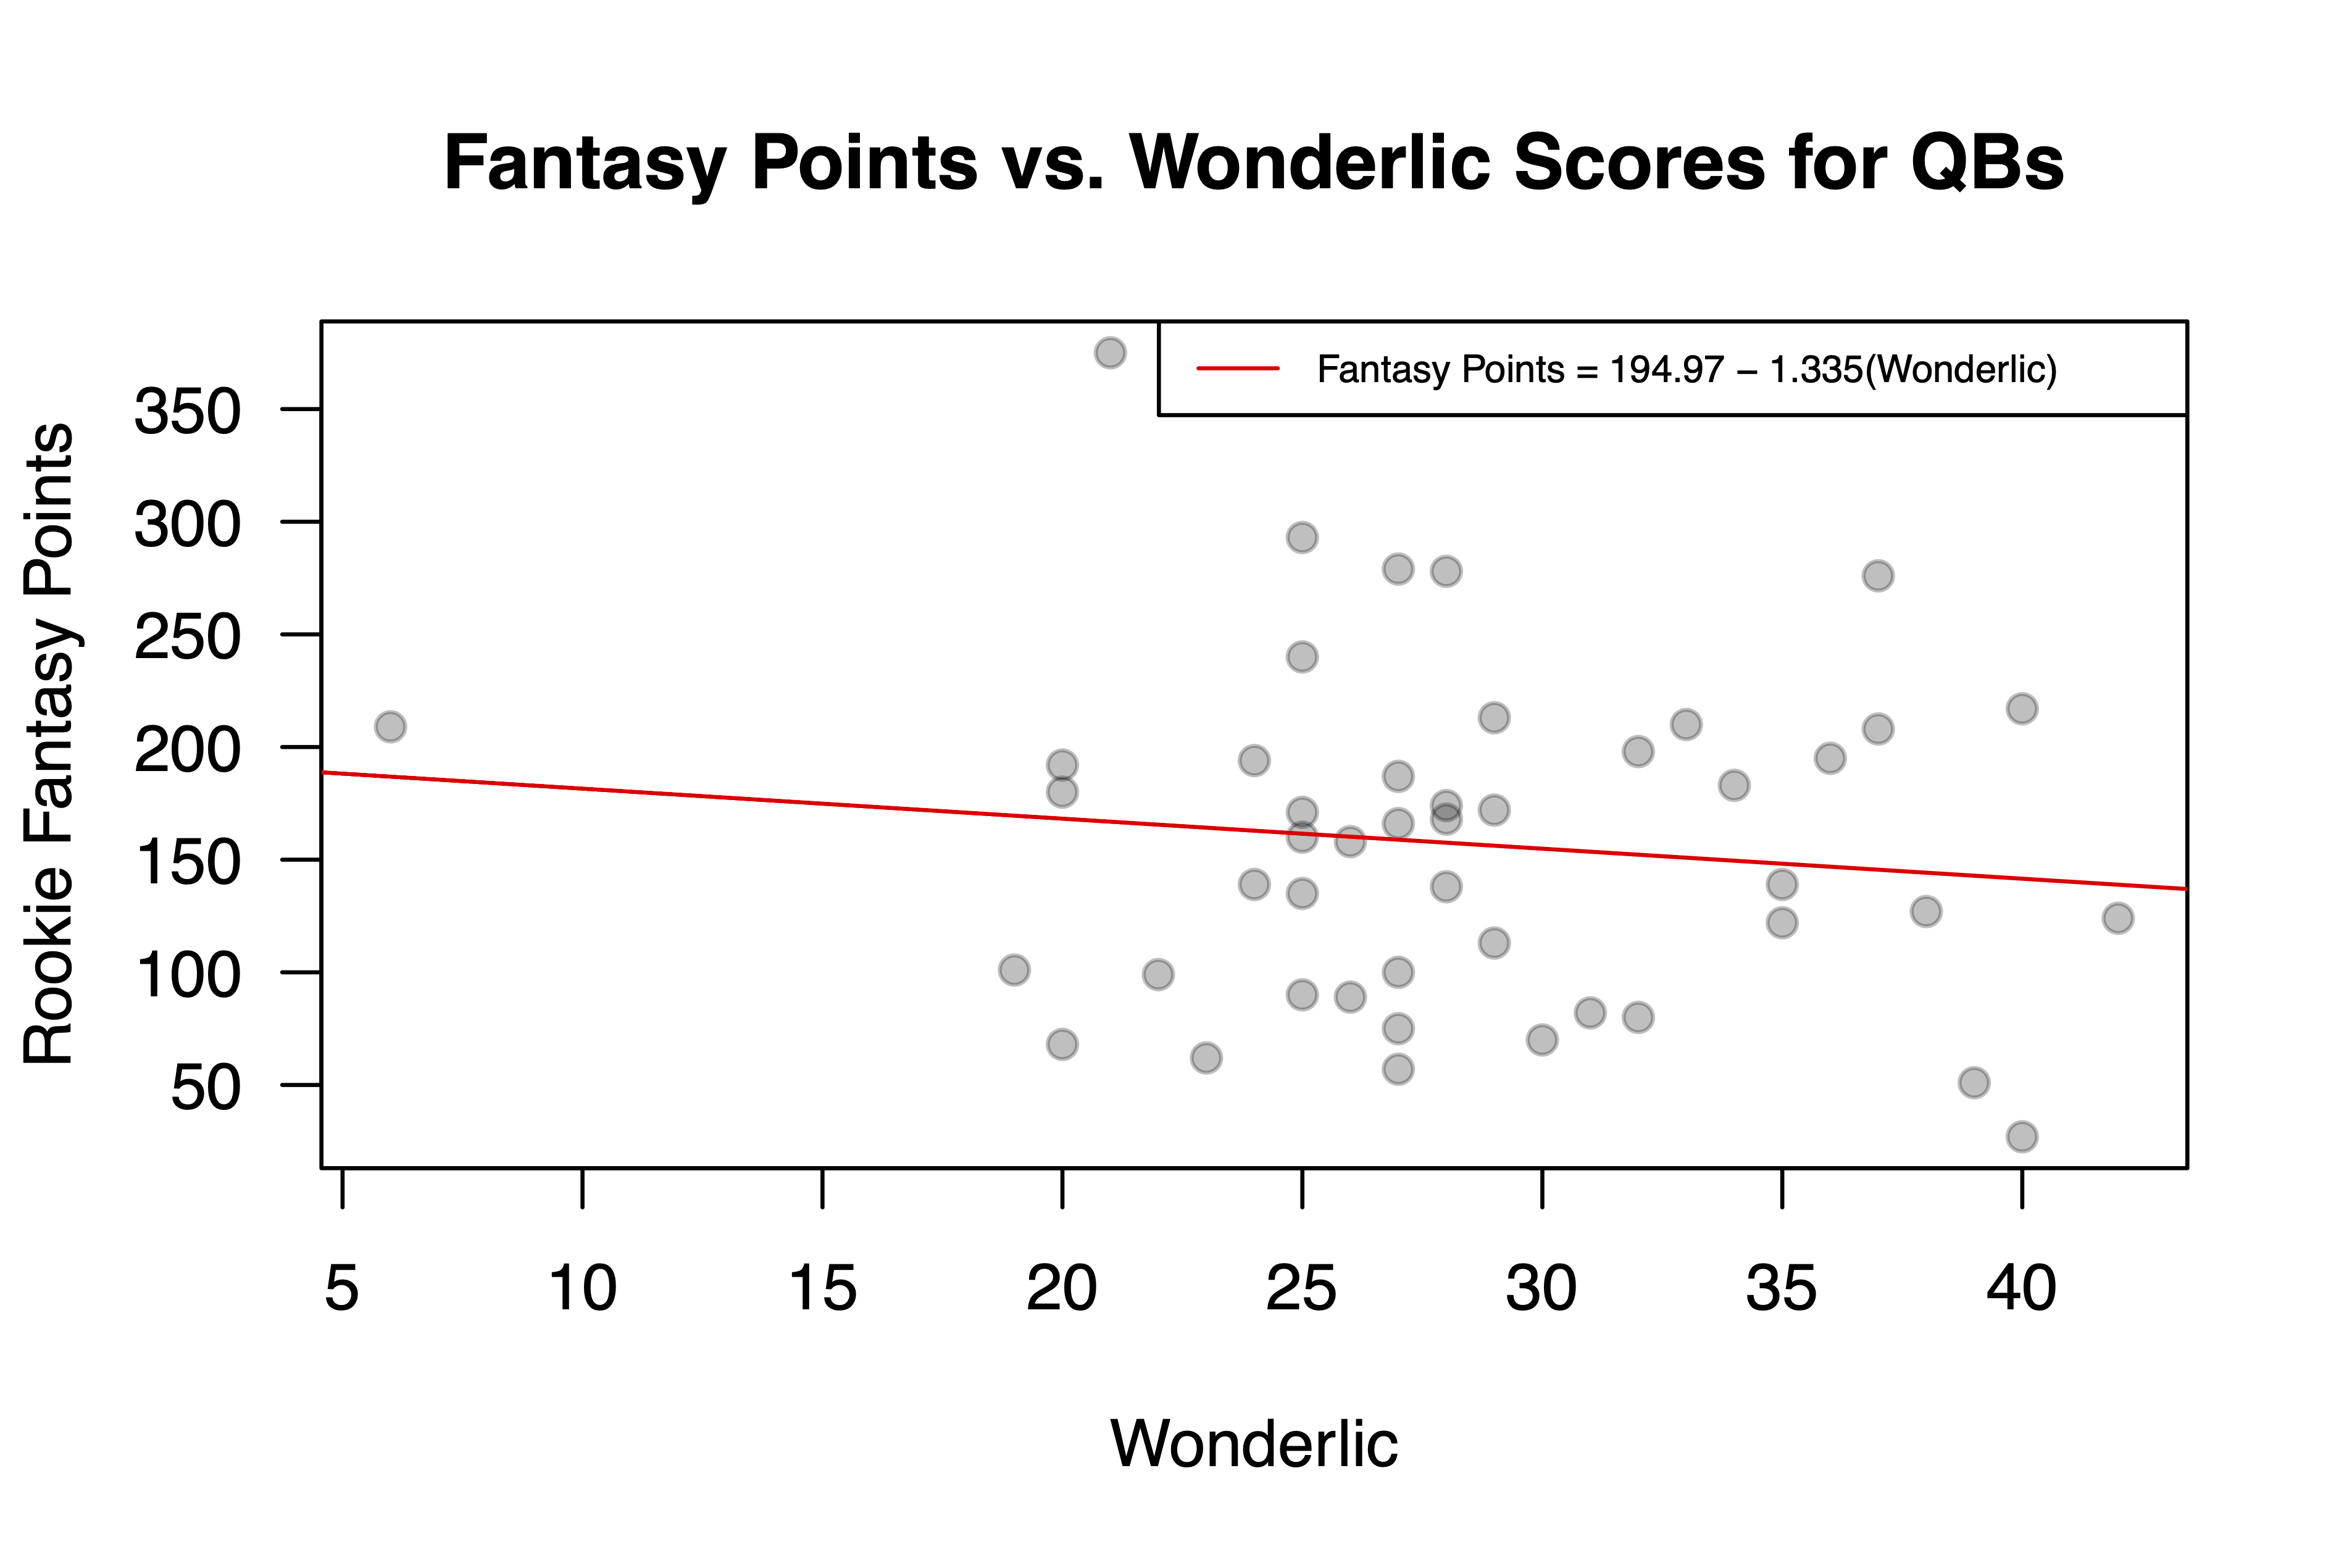 Fantasy Points vs. Wonderlic Scores for QBs
Fantasy Points = 194.97 − 1.335(Wonderlic)
Rookie Fantasy Points
350
300
250
200
150
100
50
5 10 15 20 25 30 35 40
Wonderlic